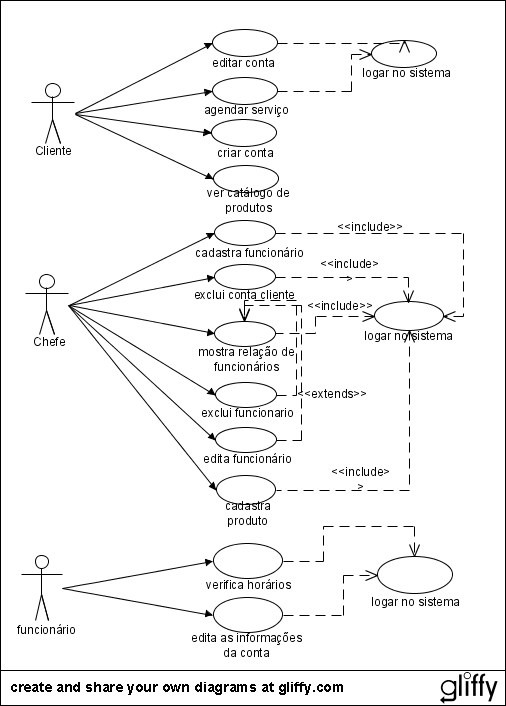 editar conta
logar no sistema
Cliente
agendar serviço
criar conta
ver catálogo de
produtos
<<include>>
cadastra funcionário
<<include>
>
exclui conta cliente
<<include>>
Chefe
logar no sistema
mostra relação de
funcionários
<<extends>>
exclui funcionario
edita funcionário
<<include>
>
cadastra
produto
verifica horários
logar no sistema
funcionário
edita as informações
da conta
create and share your own diagrams at gliffy.com
gliffy